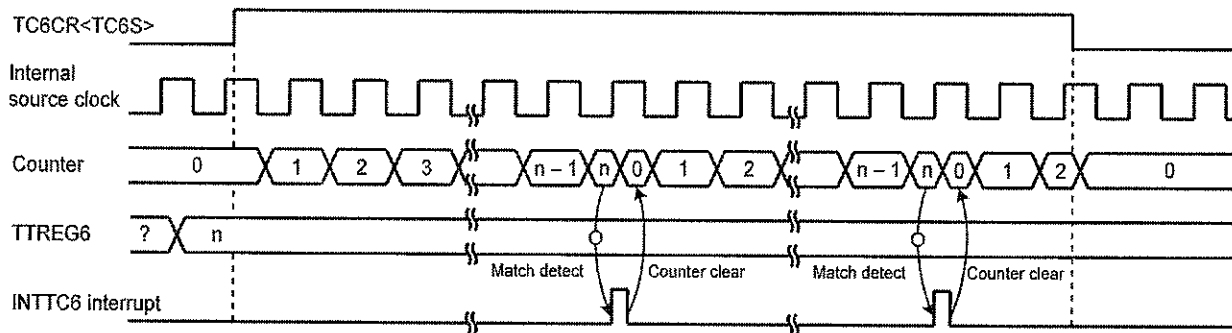 TC6CR<TC6S>
Internal
source clock
Counter 0 1 2 3 n – 1 n 0 1 2 n – 1 n 0 1 2 0
TTREG6 ? n
Match detect Counter clear Match detect Counter clear
INTTC6 interrupt